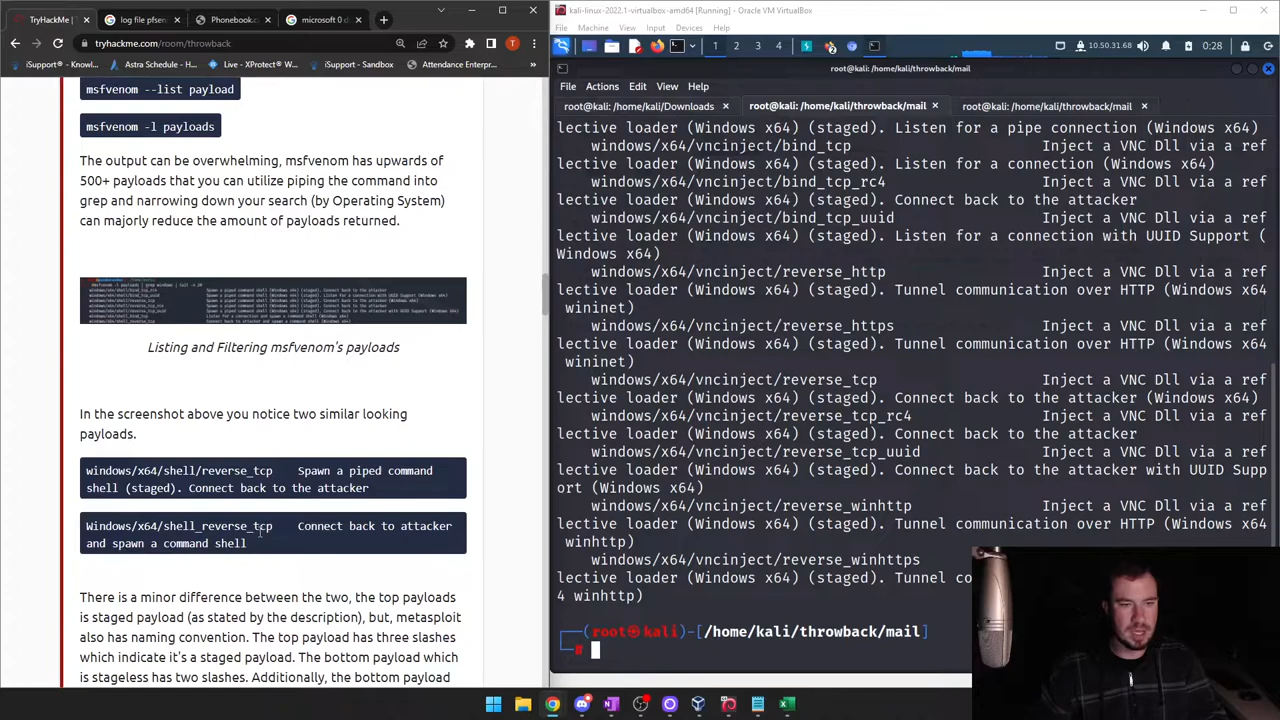 TryHackMe |
log file pfsen
Phonebook.c
microsoft 0 d
tryhackme.com/room/throwback
iSupport® - Knowl...
Astra Schedule - H...
Live - XProtect® W...
iSupport - Sandbox
Attendance Enterpr...
msfvenom --list payload
msfvenom -l payloads
The output can be overwhelming, msfvenom has upwards of
500+ payloads that you can utilize piping the command into
grep and narrowing down your search (by Operating System)
can majorly reduce the amount of payloads returned.
Listing and Filtering msfvenom's payloads
In the screenshot above you notice two similar looking
payloads.
windows/x64/shell/reverse_tcp Spawn a piped command
shell (staged). Connect back to the attacker
Windows/x64/shell_reverse_tcp Connect back to attacker
and spawn a command shell
There is a minor difference between the two, the top payloads
is staged payload (as stated by the description), but, metasploit
also has naming convention. The top payload has three slashes
which indicate it's a staged payload. The bottom payload which
is stageless has two slashes. Additionally, the bottom payload
kali-linux-2022.1-virtualbox-amd64 [Running] - Oracle VM VirtualBox
File Machine View Input Devices Help
1 2 3 4
10.50.31.68
0:28
root@kali: /home/kali/throwback/mail
File Actions Edit View Help
root@kali: /home/kali/Downloads
root@kali: /home/kali/throwback/mail
root@kali: /home/kali/throwback/mail
lective loader (Windows x64) (staged). Listen for a pipe connection (Windows x64)
windows/x64/vncinject/bind_tcp Inject a VNC Dll via a ref
lective loader (Windows x64) (staged). Listen for a connection (Windows x64)
windows/x64/vncinject/bind_tcp_rc4 Inject a VNC Dll via a ref
lective loader (Windows x64) (staged). Connect back to the attacker
windows/x64/vncinject/bind_tcp_uuid Inject a VNC Dll via a ref
lective loader (Windows x64) (staged). Listen for a connection with UUID Support (
Windows x64)
windows/x64/vncinject/reverse_http Inject a VNC Dll via a ref
lective loader (Windows x64) (staged). Tunnel communication over HTTP (Windows x64
wininet)
windows/x64/vncinject/reverse_https Inject a VNC Dll via a ref
lective loader (Windows x64) (staged). Tunnel communication over HTTP (Windows x64
wininet)
windows/x64/vncinject/reverse_tcp Inject a VNC Dll via a ref
lective loader (Windows x64) (staged). Connect back to the attacker (Windows x64)
windows/x64/vncinject/reverse_tcp_rc4 Inject a VNC Dll via a ref
lective loader (Windows x64) (staged). Connect back to the attacker
windows/x64/vncinject/reverse_tcp_uuid Inject a VNC Dll via a ref
lective loader (Windows x64) (staged). Connect back to the attacker with UUID Supp
ort (Windows x64)
windows/x64/vncinject/reverse_winhttp Inject a VNC Dll via a ref
lective loader (Windows x64) (staged). Tunnel communication over HTTP (Windows x64
winhttp)
windows/x64/vncinject/reverse_winhttps Inject a VNC Dll via a ref
lective loader (Windows x64) (staged). Tunnel co
4 winhttp)
(root㉿kali)-[/home/kali/throwback/mail]
#